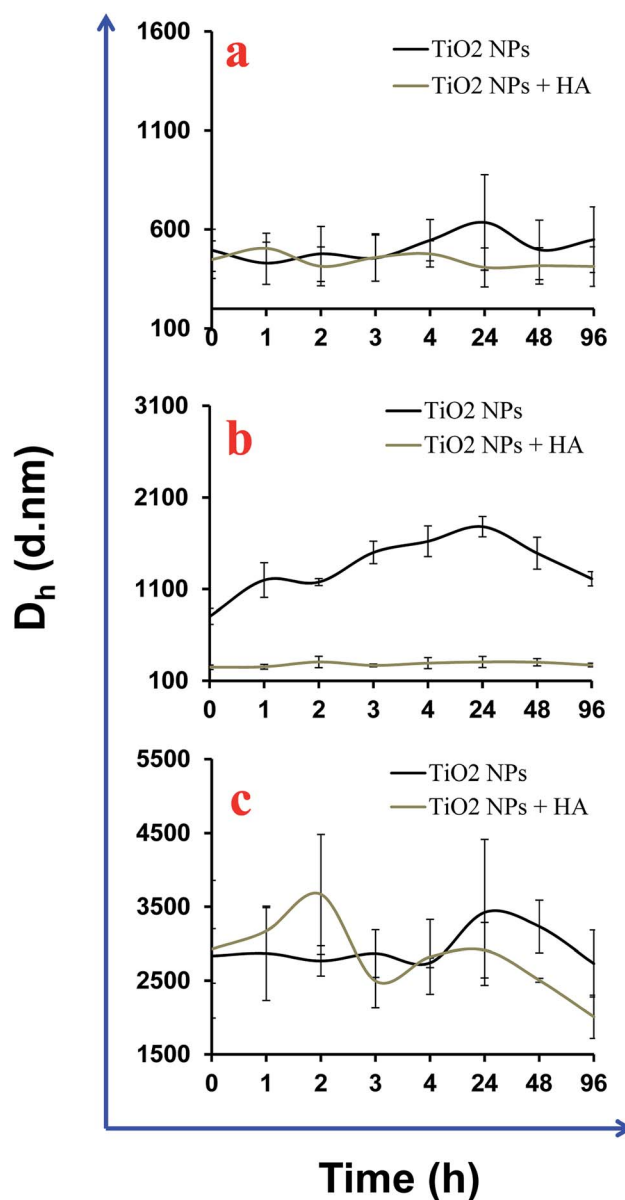 a
TiO2 NPs
TiO2 NPs + HA
1600
1100
600
100
0 1 2 3 4 24 48 96
b
TiO2 NPs
TiO2 NPs + HA
3100
2100
1100
100
0 1 2 3 4 24 48 96
c
TiO2 NPs
TiO2 NPs + HA
5500
4500
3500
2500
1500
0 1 2 3 4 24 48 96
Dh (d.nm)
Time (h)